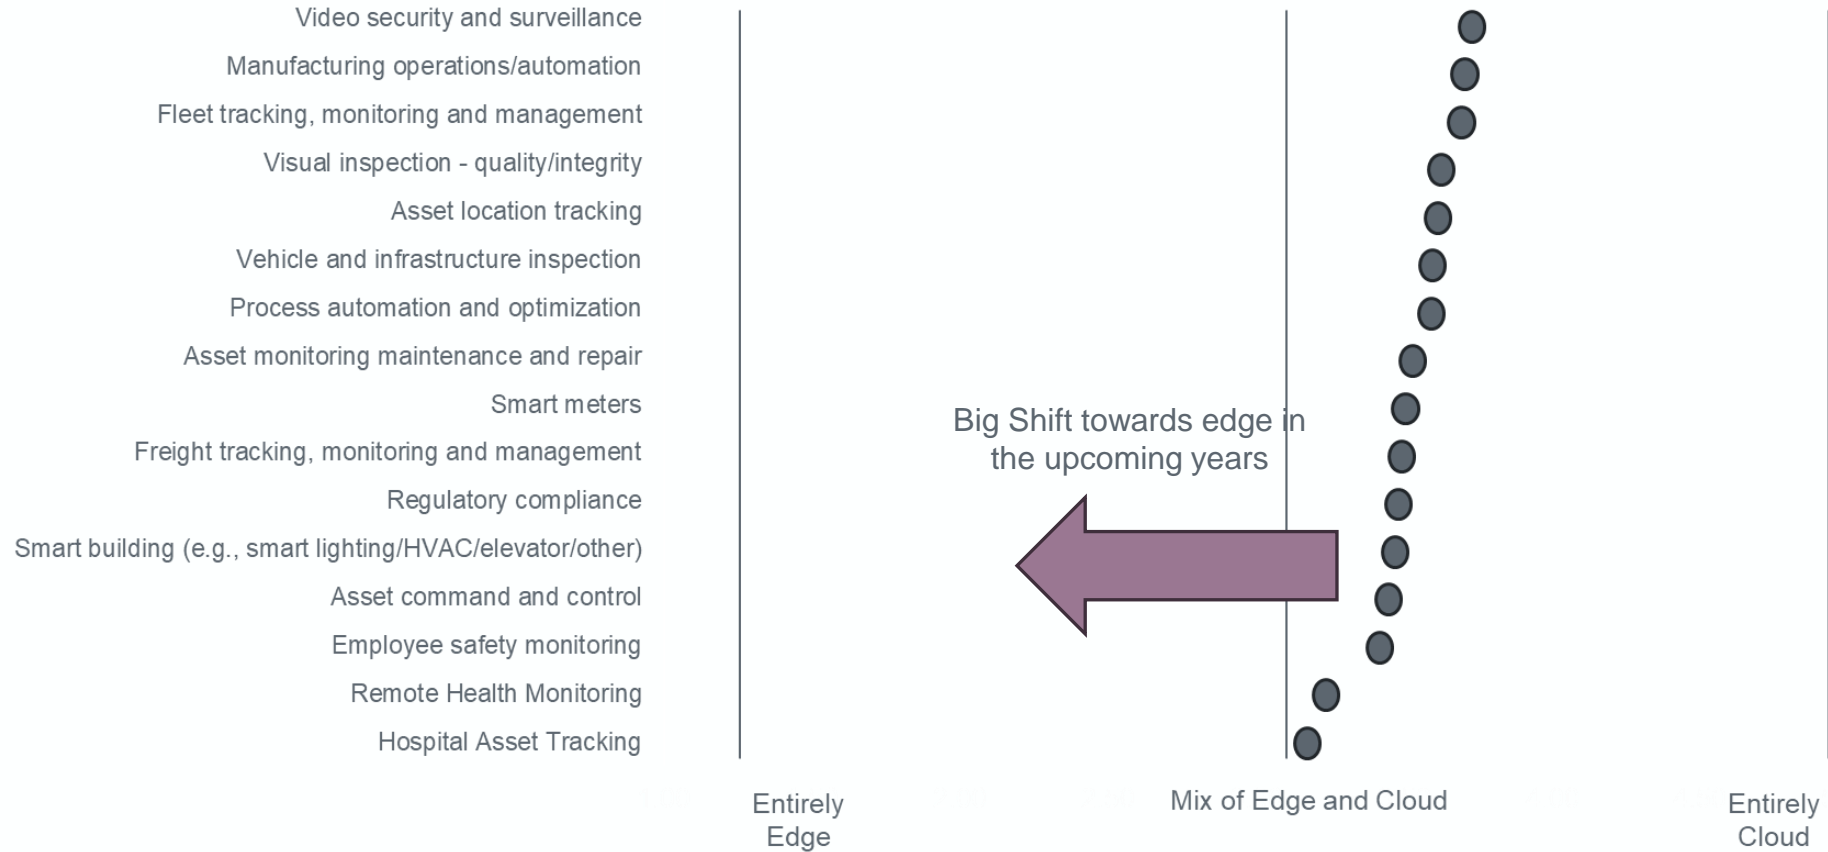 Video security and surveillance
Manufacturing operations/automation
Fleet tracking, monitoring and management
Visual inspection - quality/integrity
Asset location tracking
Vehicle and infrastructure inspection
Process automation and optimization
Asset monitoring maintenance and repair
Smart meters
Freight tracking, monitoring and management
Regulatory compliance
Smart building (e.g., smart lighting/HVAC/elevator/other)
Asset command and control
Employee safety monitoring
Remote Health Monitoring
Hospital Asset Tracking
Big Shift towards edge in
the upcoming years
Entirely
Edge
Mix of Edge and Cloud
Entirely
Cloud